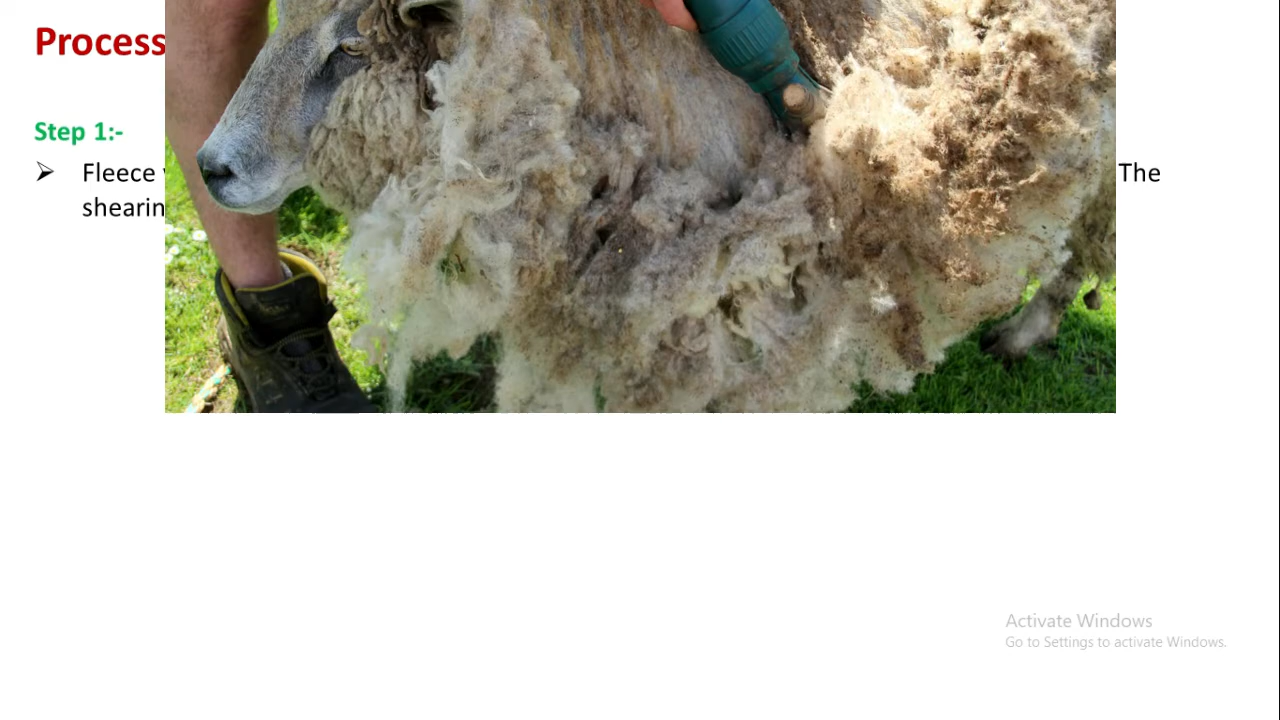 Process
Step 1:-
Fleece The
shearin
Activate Windows
Go to Settings to activate Windows.